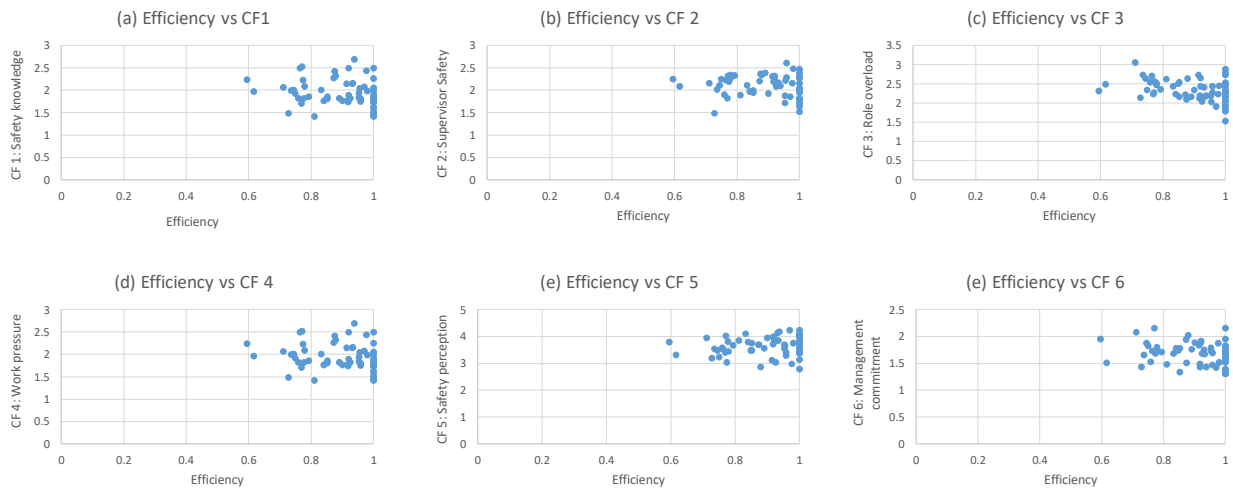 (a) Efficiency vs CF1
CF 1: Safety knowledge
3
2.5
2
1.5
1
0.5
0
0 0.2 0.4 0.6 0.8 1
Efficiency
(b) Efficiency vs CF 2
CF 2: Supervisor Safety
3
2.5
2
1.5
1
0.5
0
0 0.2 0.4 0.6 0.8 1
Efficiency
(c) Efficiency vs CF 3
CF 3: Role overload
3.5
3
2.5
2
1.5
1
0.5
0
0 0.2 0.4 0.6 0.8 1
Efficiency
(d) Efficiency vs CF 4
CF 4: Work pressure
3
2.5
2
1.5
1
0.5
0
0 0.2 0.4 0.6 0.8 1
Efficiency
(e) Efficiency vs CF 5
CF 5: Safety perception
5
4
3
2
1
0
0 0.2 0.4 0.6 0.8 1
Efficiency
(e) Efficiency vs CF 6
CF 6: Management
commitment
2.5
2
1.5
1
0.5
0
0 0.2 0.4 0.6 0.8 1
Efficiency